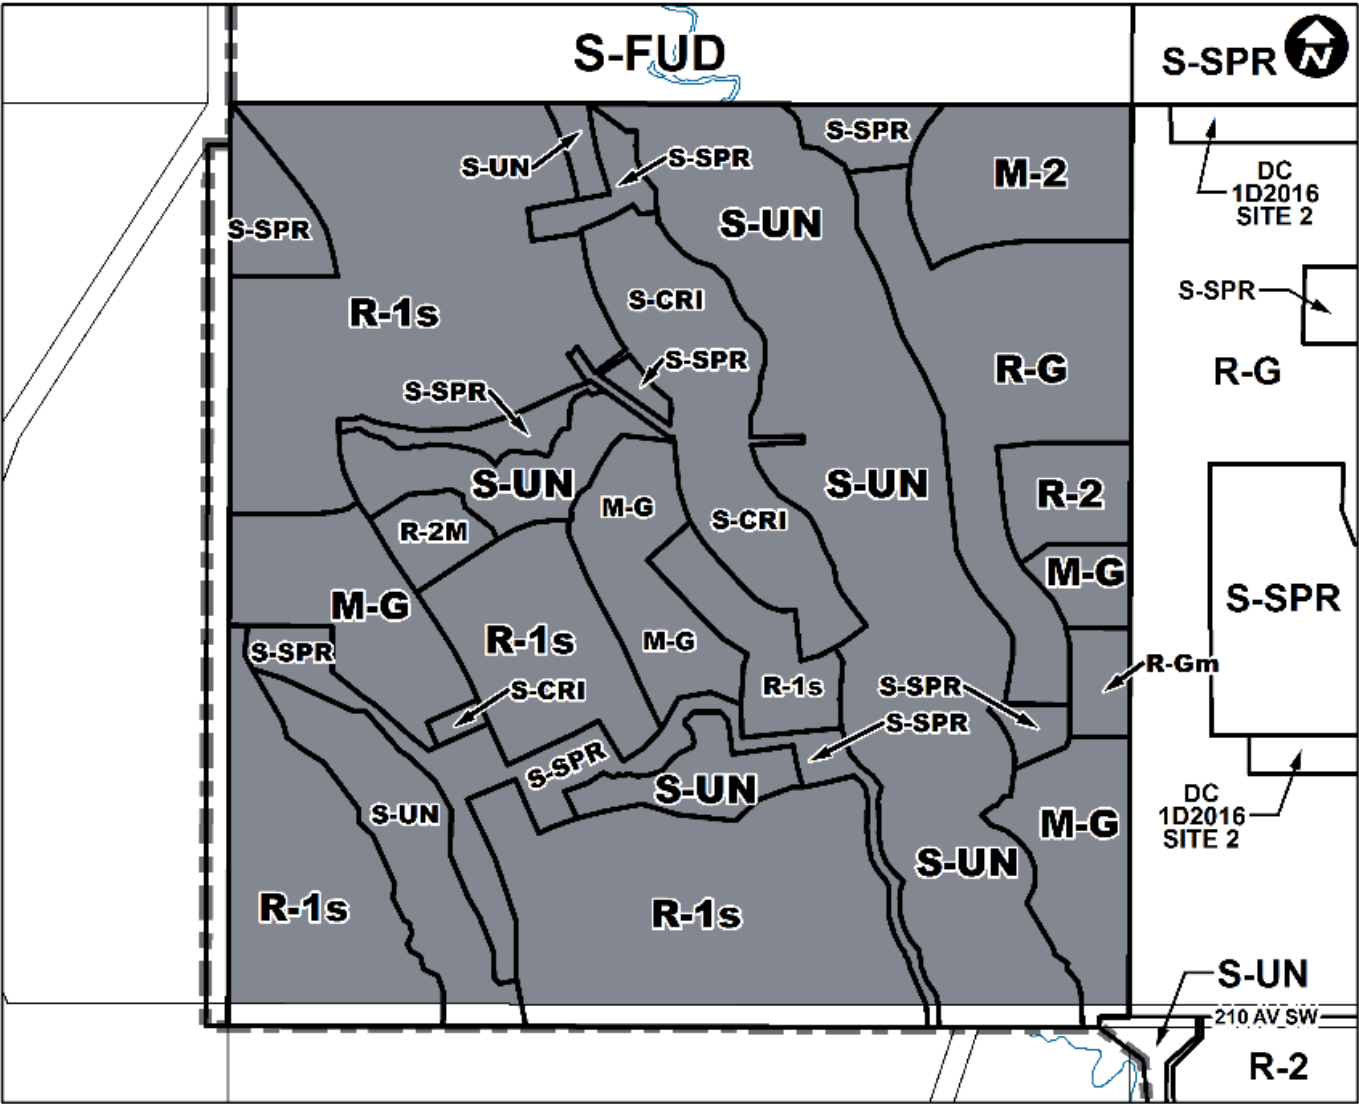 S-FUD
S-SPR
N
S-SPR
S-UN
S-SPR
M-2
DC
1D2016
SITE 2
S-SPR
S-UN
S-CRI
S-SPR
R-1s
S-SPR
R-G
R-G
S-SPR
S-UN
S-UN
R-2
M-G
S-CRI
R-2M
M-G
S-SPR
M-G
R-1s
M-G
S-SPR
R-Gm
S-CRI
R-1s
S-SPR
S-SPR
S-SPR
S-UN
S-UN
DC
1D2016
SITE 2
M-G
S-UN
R-1s
R-1s
S-UN
210 AV SW
R-2